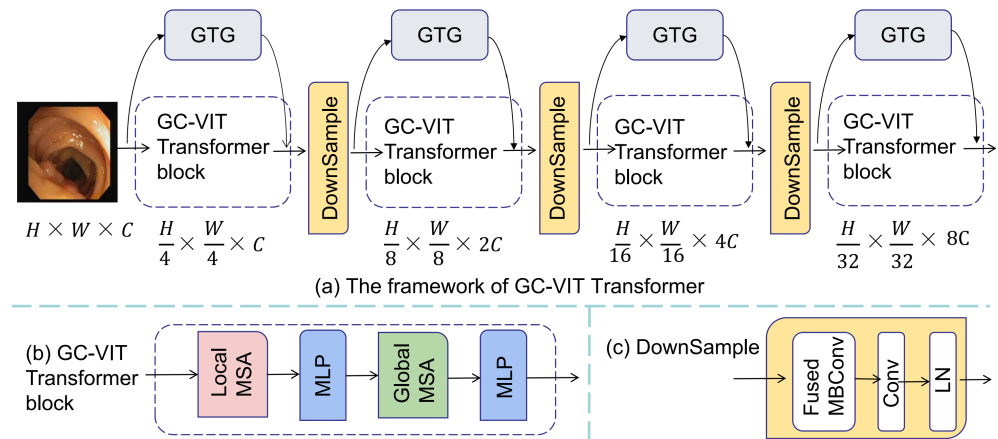 GTG
GTG
GTG
GTG
GC-VIT
Transformer
block
DownSample
GC-VIT
Transformer
block
DownSample
GC-VIT
Transformer
block
DownSample
GC-VIT
Transformer
block
H × W × C
H/4 × W/4 × C
H/8 × W/8 × 2C
H/16 × W/16 × 4C
H/32 × W/32 × 8C
(a) The framework of GC-VIT Transformer
(b) GC-VIT
Transformer
block
Local
MSA
MLP
Global
MSA
MLP
(c) DownSample
Fused
MBConv
Conv
LN